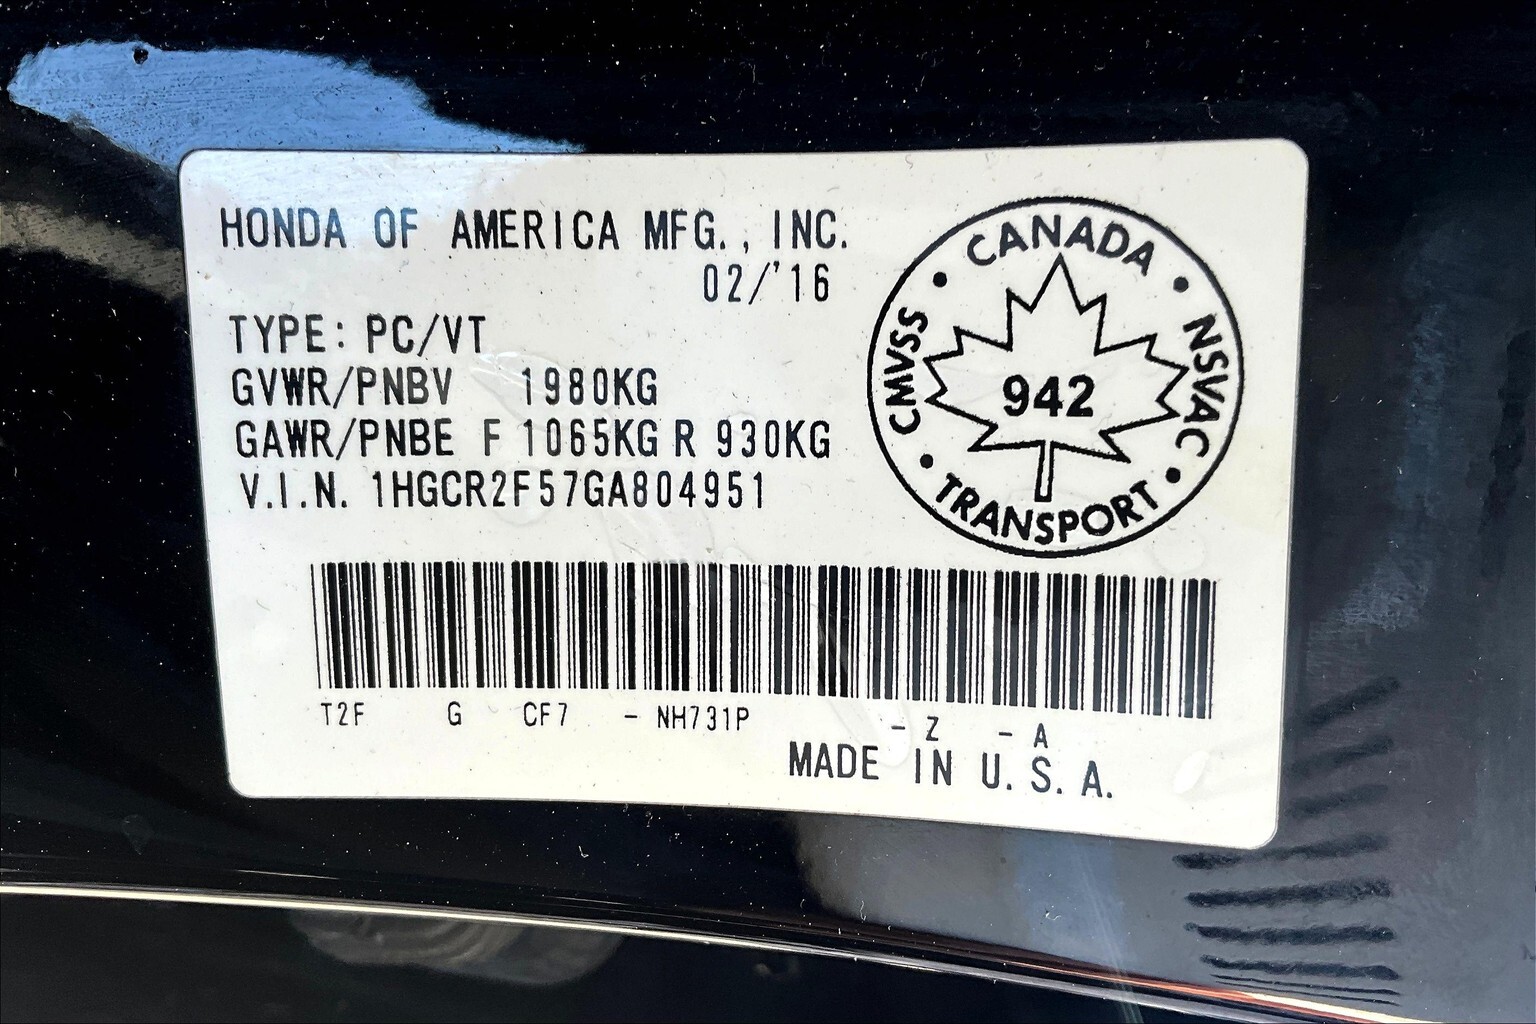 HONDA OF AMERICA MFG., INC.
02/'16
TYPE: PC/VT
GVWR/PNBV 1980KG
GAWR/PNBE F 1065KG R 930KG
V.I.N. 1HGCR2F57GA804951
CANADA
CMVSS
942
NSVAC
TRANSPORT
T2F G CF7 - NH731P - Z - A
MADE IN U.S.A.